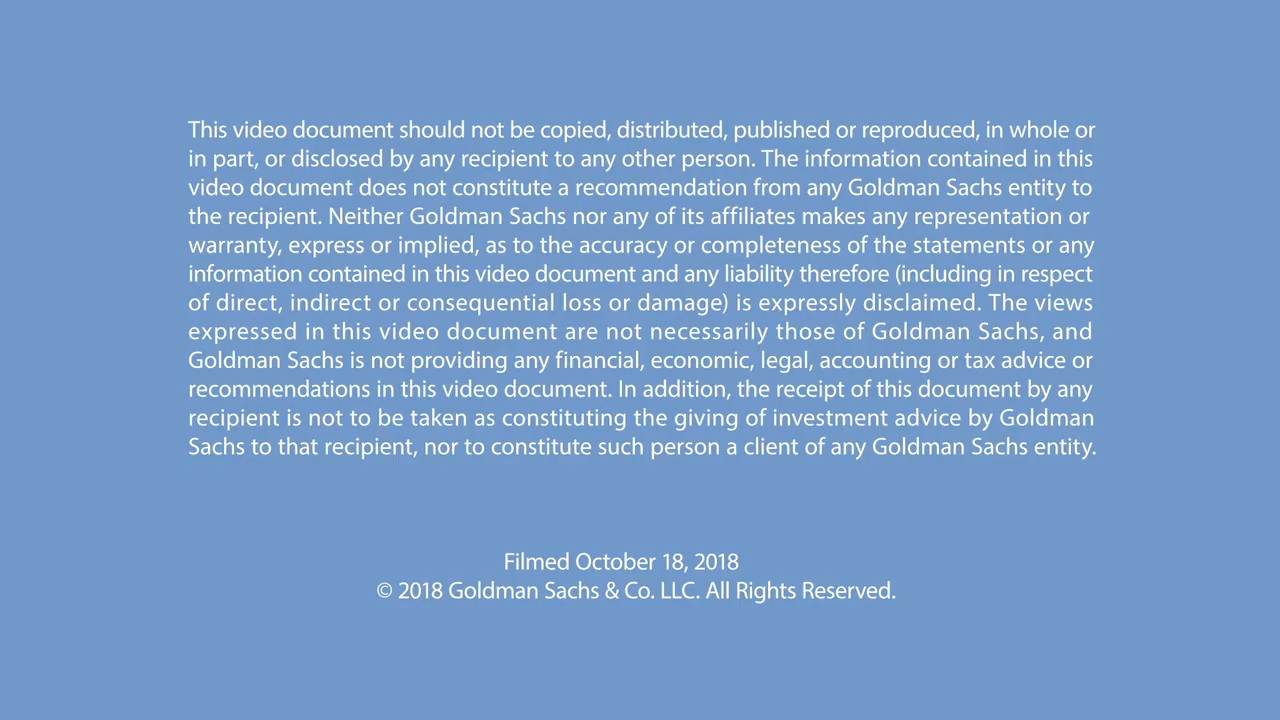 This video document should not be copied, distributed, published or reproduced, in whole or
in part, or disclosed by any recipient to any other person. The information contained in this
video document does not constitute a recommendation from any Goldman Sachs entity to
the recipient. Neither Goldman Sachs nor any of its affiliates makes any representation or
warranty, express or implied, as to the accuracy or completeness of the statements or any
information contained in this video document and any liability therefore (including in respect
of direct, indirect or consequential loss or damage) is expressly disclaimed. The views
expressed in this video document are not necessarily those of Goldman Sachs, and
Goldman Sachs is not providing any financial, economic, legal, accounting or tax advice or
recommendations in this video document. In addition, the receipt of this document by any
recipient is not to be taken as constituting the giving of investment advice by Goldman
Sachs to that recipient, nor to constitute such person a client of any Goldman Sachs entity.
Filmed October 18, 2018
© 2018 Goldman Sachs & Co. LLC. All Rights Reserved.